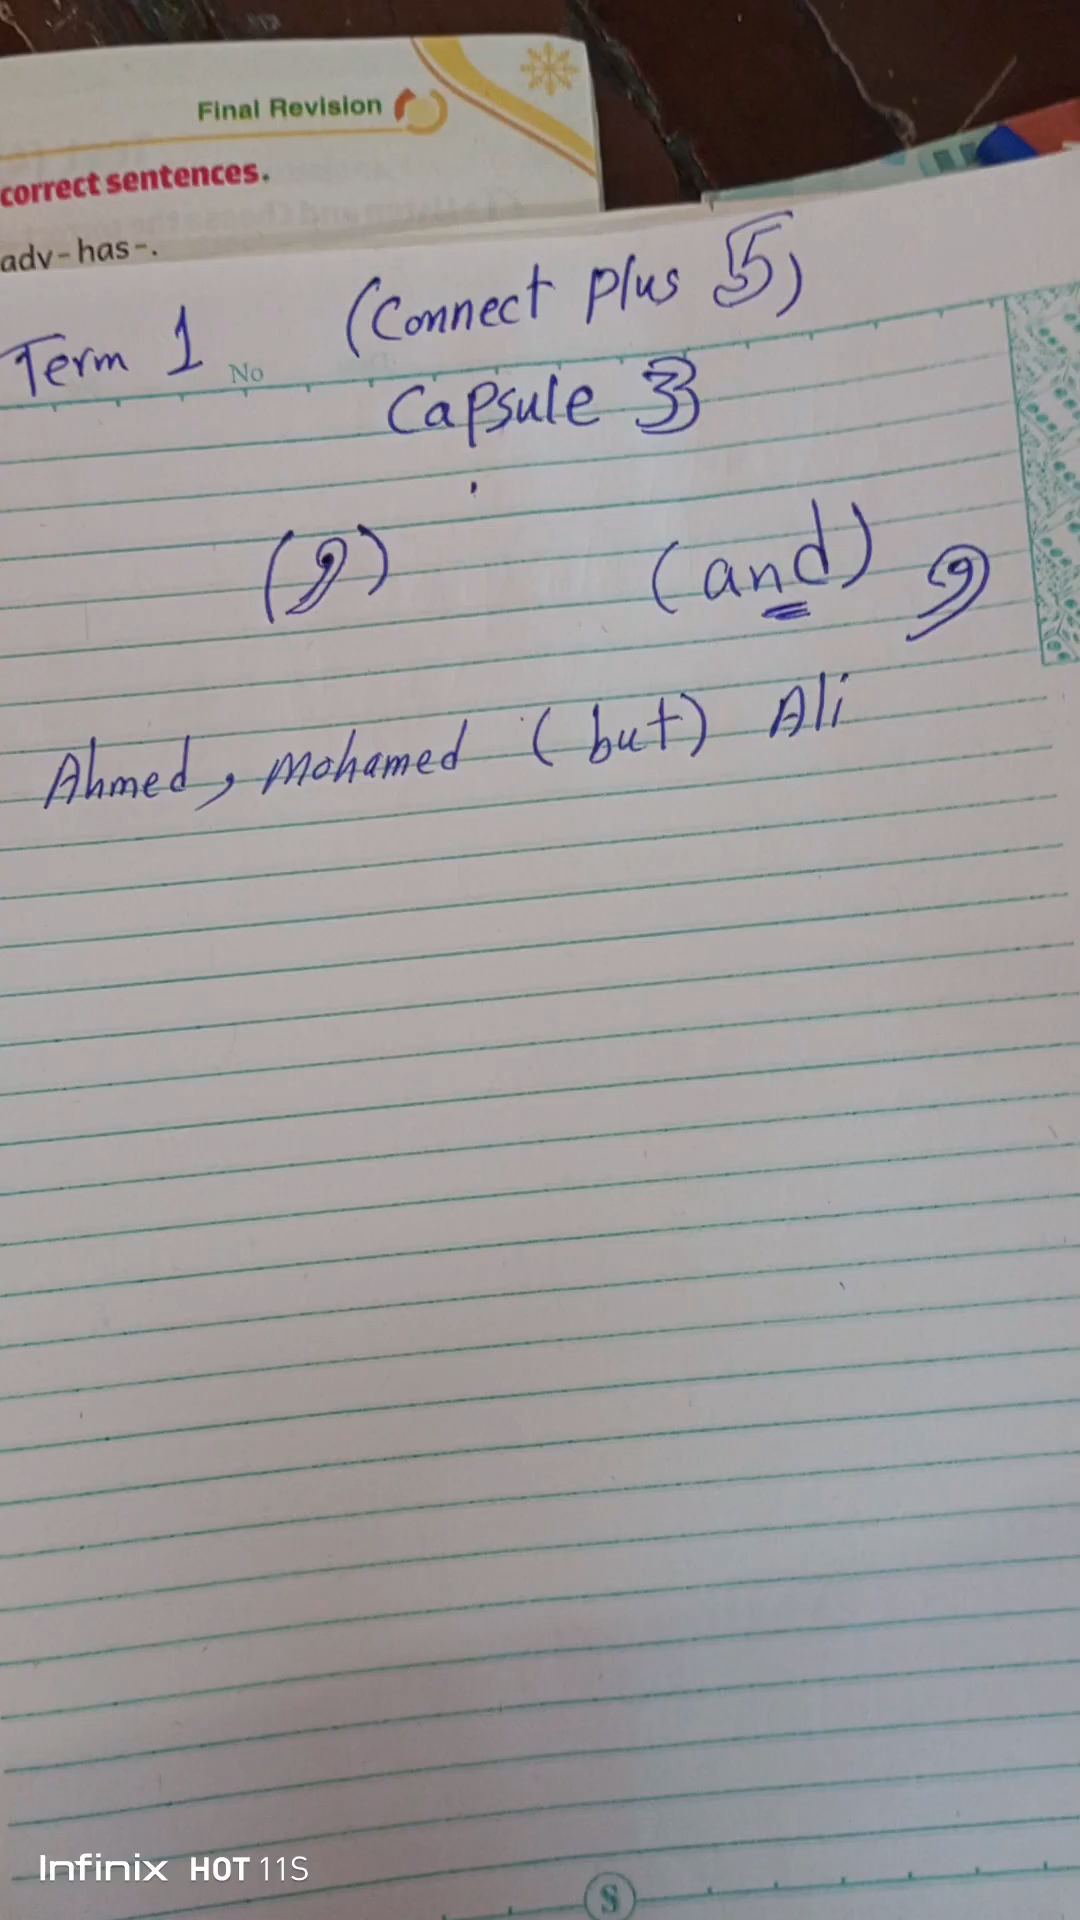 Final Revision
correct sentences.
adv-has-.
Term 1 (Connect plus 5)
No
Capsule 3
(و) (and) و
Ahmed, Mohamed (but) Ali
Infinix HOT 11S
S